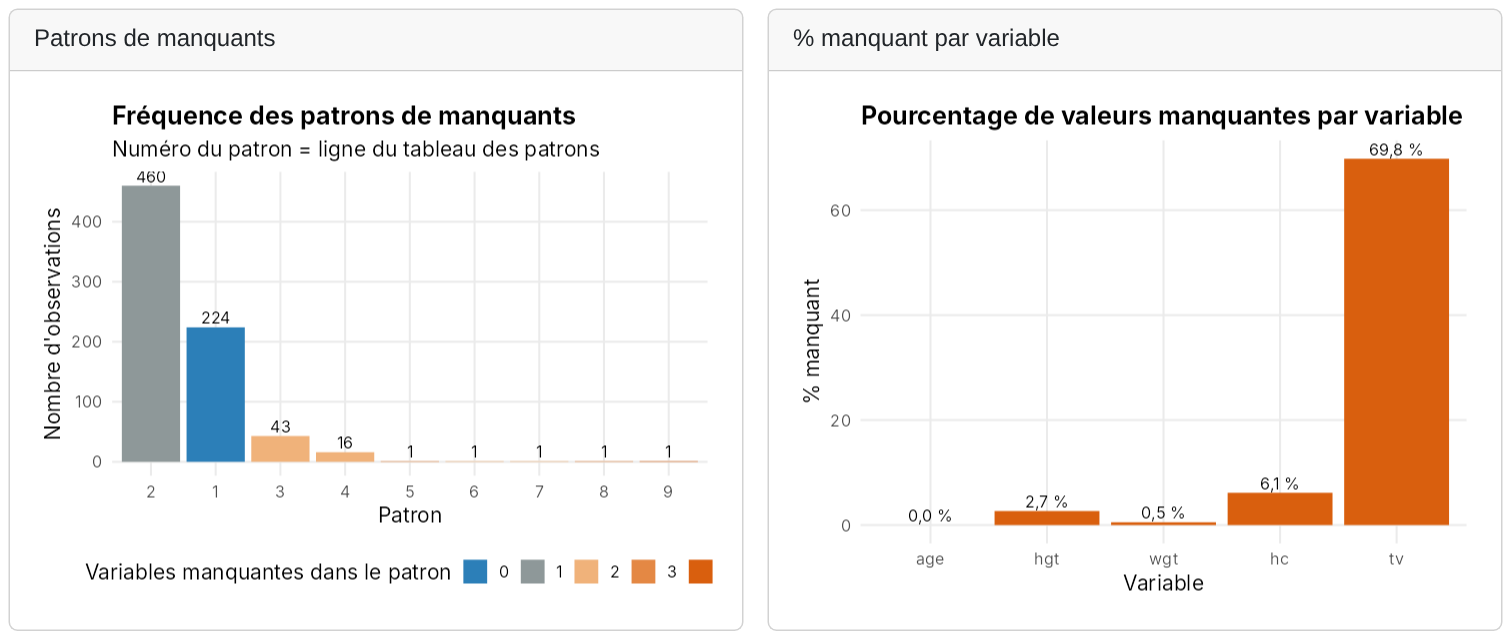 Patrons de manquants
Fréquence des patrons de manquants
Numéro du patron = ligne du tableau des patrons
Nombre d'observations
400
300
200
100
0
460
224
43
16
1
1
1
1
1
2
1
3
4
5
6
7
8
9
Patron
Variables manquantes dans le patron 0 1 2 3
% manquant par variable
Pourcentage de valeurs manquantes par variable
% manquant
60
40
20
0
0,0 %
2,7 %
0,5 %
6,1 %
69,8 %
age
hgt
wgt
hc
tv
Variable